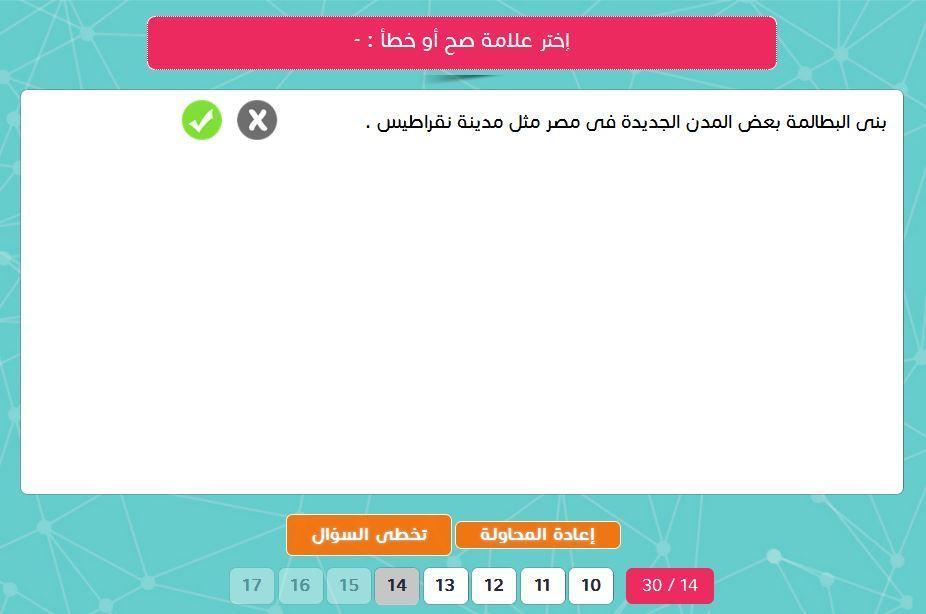 إختر علامة صح أو خطأ : -
بنى البطالمة بعض المدن الجديدة فى مصر مثل مدينة نقراطيس .
إعادة المحاولة
تخطى السؤال
30 / 14
10 11 12 13 14 15 16 17